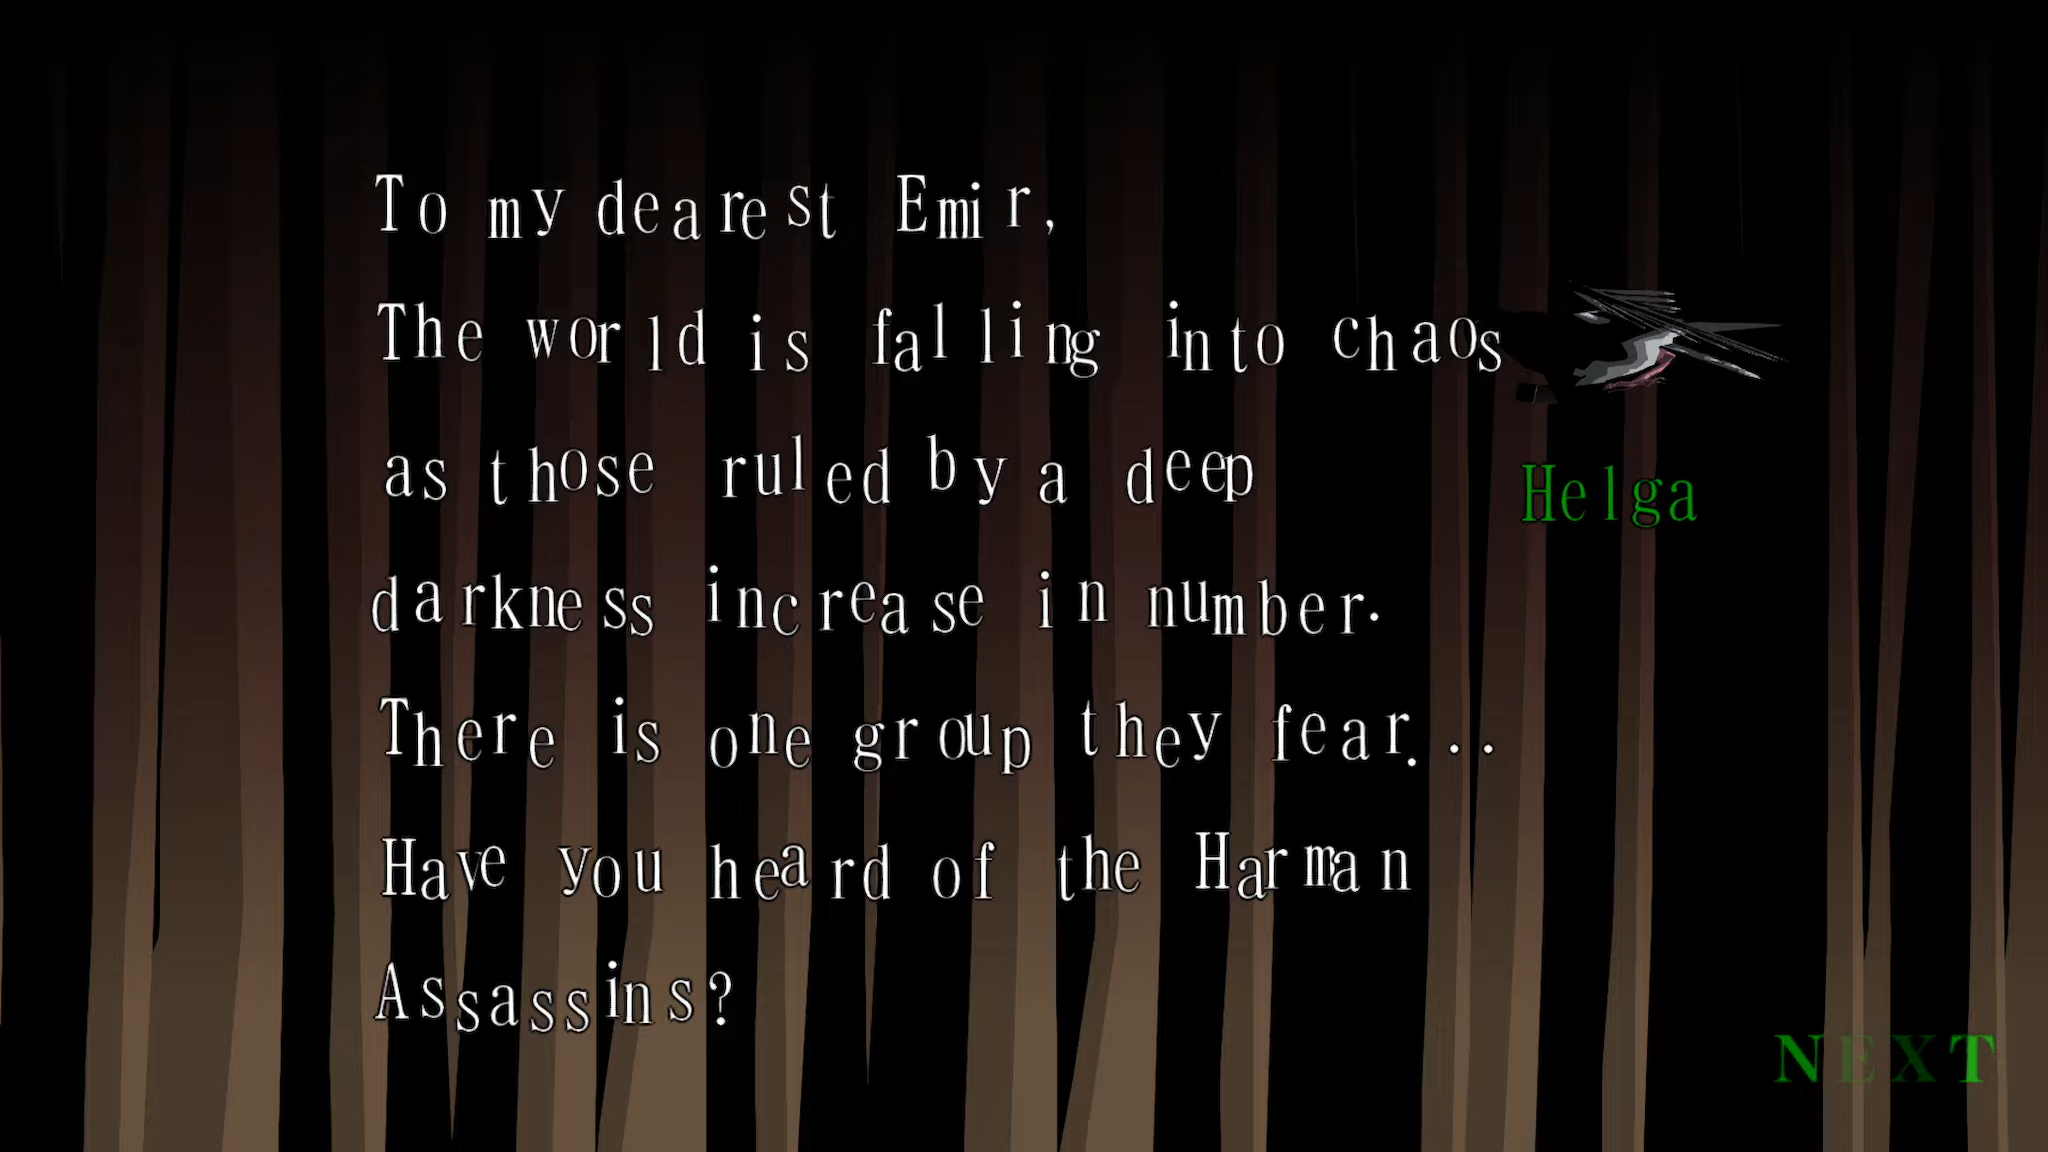 To my dearest Emir,
The world is falling into chaos
as those ruled by a deep
darkness increase in number.
There is one group they fear...
Have you heard of the Harman
Assassins?
Helga
NEXT